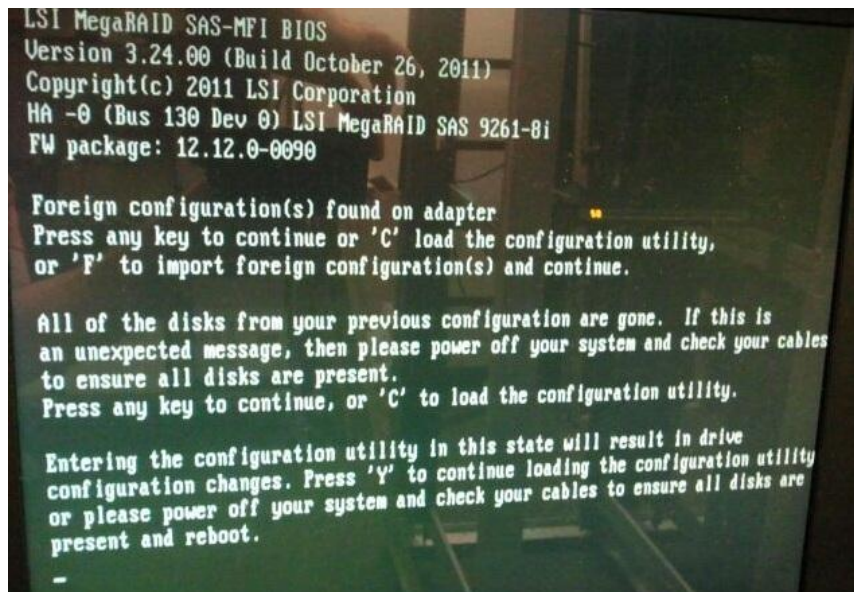 LSI MegaRAID SAS-MFI BIOS
Version 3.24.00 (Build October 26, 2011)
Copyright(c) 2011 LSI Corporation
HA -0 (Bus 130 Dev 0) LSI MegaRAID SAS 9261-8i
FW package: 12.12.0-0090
Foreign configuration(s) found on adapter
Press any key to continue or 'C' load the configuration utility,
or 'F' to import foreign configuration(s) and continue.
All of the disks from your previous configuration are gone.  If this is
an unexpected message, then please power off your system and check your cables
to ensure all disks are present.
Press any key to continue, or 'C' to load the configuration utility.
Entering the configuration utility in this state will result in drive
configuration changes. Press 'Y' to continue loading the configuration utility
or please power off your system and check your cables to ensure all disks are
present and reboot.